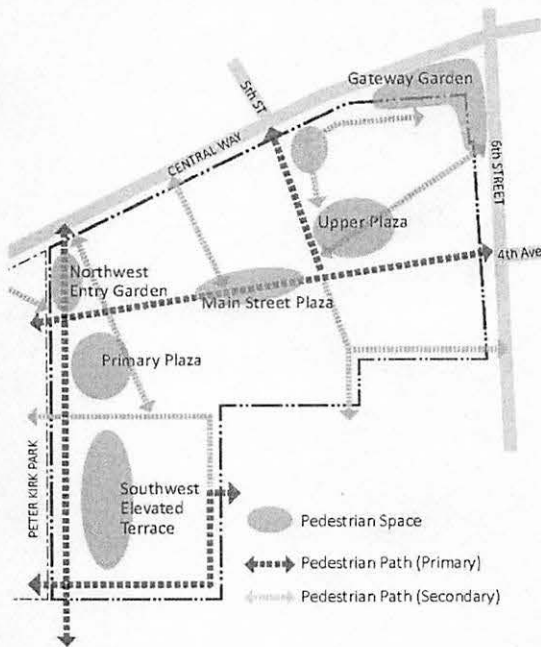 Gateway Garden
5th ST
CENTRAL WAY
6th STREET
Upper Plaza
4th Ave
Northwest
Entry Garden
Main Street Plaza
Primary Plaza
PETER KIRK PARK
Southwest
Elevated
Terrace
Pedestrian Space
Pedestrian Path (Primary)
Pedestrian Path (Secondary)